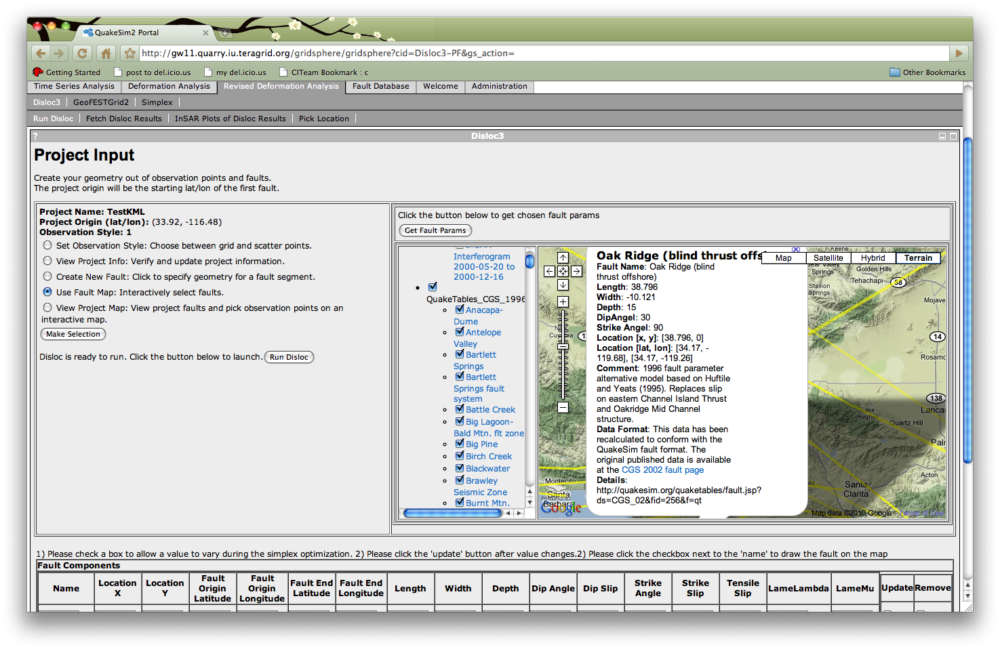 QuakeSim2 Portal
http://gw11.quarry.iu.teragrid.org/gridsphere/gridsphere?cid=Disloc3-PF&gs_action=
Getting Started post to del.icio.us my del.icio.us CITeam Bookmark : c Other Bookmarks
Time Series Analysis Deformation Analysis Revised Deformation Analysis Fault Database Welcome Administration
Disloc3 GeoFESTGrid2 Simplex
Run Disloc Fetch Disloc Results InSAR Plots of Disloc Results Pick Location
? Disloc3
Project Input
Create your geometry out of observation points and faults.
The project origin will be the starting lat/lon of the first fault.
Project Name: TestKML
Project Origin (lat/lon): (33.92, -116.48)
Observation Style: 1
Set Observation Style: Choose between grid and scatter points.
View Project Info: Verify and update project information.
Create New Fault: Click to specify geometry for a fault segment.
Use Fault Map: Interactively select faults.
View Project Map: View project faults and pick observation points on an
interactive map.
Make Selection
Disloc is ready to run. Click the button below to launch. Run Disloc
Click the button below to get chosen fault params
Get Fault Params
Interferogram
2000-05-20 to
2000-12-16
QuakeTables_CGS_1996
Anacapa-
Dume
Antelope
Valley
Bartlett
Springs
Bartlett
Springs fault
system
Battle Creek
Big Lagoon-
Bald Mtn. flt zone
Big Pine
Birch Creek
Blackwater
Brawley
Seismic Zone
Burnt Mtn.
Oak Ridge (blind thrust offs
Fault Name: Oak Ridge (blind
thrust offshore)
Length: 38.796
Width: -10.121
Depth: 15
DipAngel: 30
Strike Angel: 90
Location [x, y]: [38.796, 0]
Location [lat, lon]: [34.17, -
119.68], [34.17, -119.26]
Comment: 1996 fault parameter
alternative model based on Huftile
and Yeats (1995). Replaces slip
on eastern Channel Island Thrust
and Oakridge Mid Channel
structure.
Data Format: This data has been
recalculated to conform with the
QuakeSim fault format. The
original published data is available
at the CGS 2002 fault page
Details:
http://quakesim.org/quaketables/fault.jsp?
ds=CGS_02&fid=256&f=qt
Map Satellite Hybrid Terrain
Keene
Springs
Golden Hills
Tehachapi
58
Stallion
Springs
Mojave
14
Rosamo
138
Lanca
Hughes
Quartz Hill
Palr
Acton
Santa
Clarita
Montecito
Santa
Barbara
POWERED BY
Google
Map data ©2010 Google
1) Please check a box to allow a value to vary during the simplex optimization. 2) Please click the 'update' button after value changes.2) Please click the checkbox next to the 'name' to draw the fault on the map
Fault Components
Name Location X Location Y Fault Origin Latitude Fault Origin Longitude Fault End Latitude Fault End Longitude Length Width Depth Dip Angle Dip Slip Strike Angle Strike Slip Tensile Slip LameLambda LameMu Update Remove